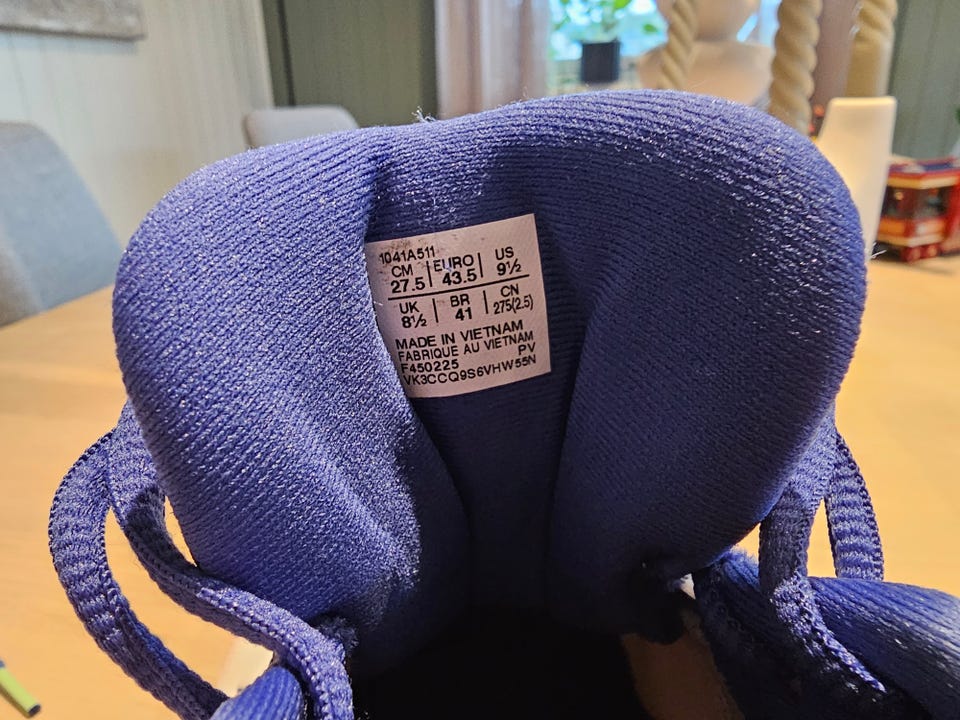 1041A511
CM EURO US
27.5 43.5 9½
UK BR CN
8½ 41 275(2.5)
MADE IN VIETNAM
FABRIQUE AU VIETNAM
F450225 PV
VK3CCQ9S6VHW55N